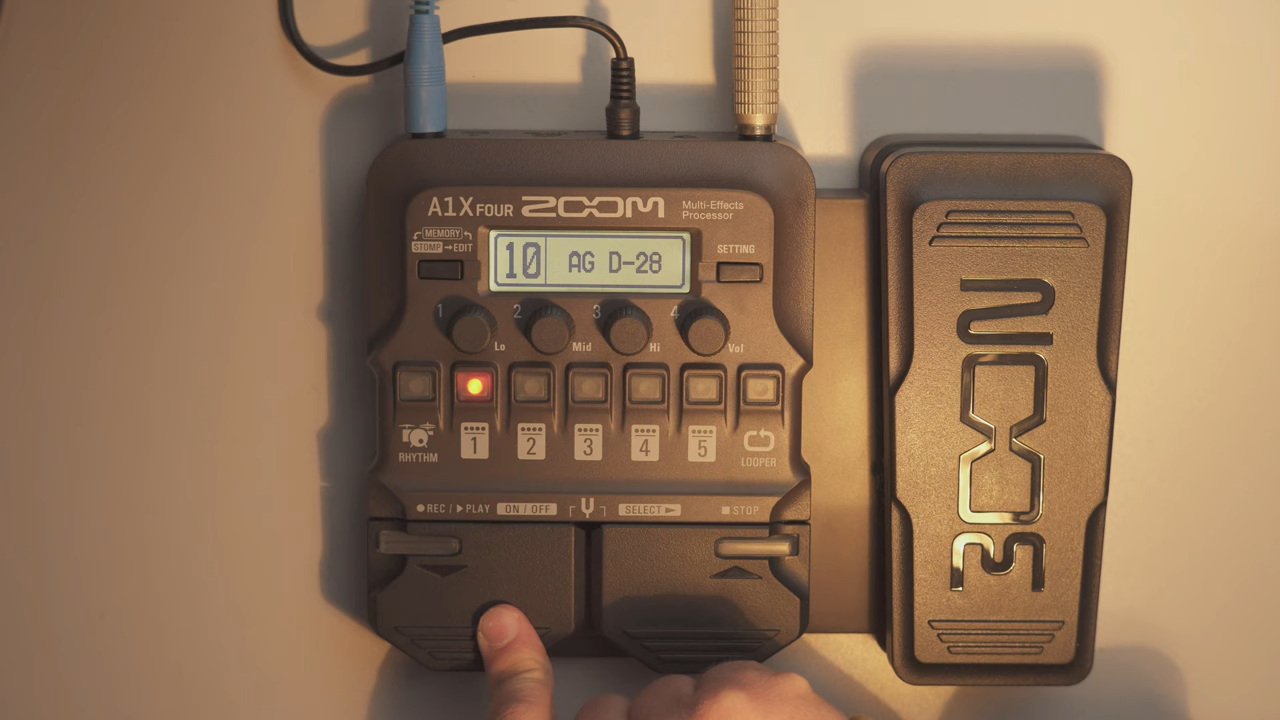 A1X FOUR ZOOM Multi-Effects Processor
MEMORY
STOMP → EDIT
10 AG D-28
SETTING
1 2 3 4
Lo Mid Hi Vol
1 2 3 4 5
RHYTHM LOOPER
●REC / ▶PLAY ON / OFF SELECT ► ■STOP
ZOOM